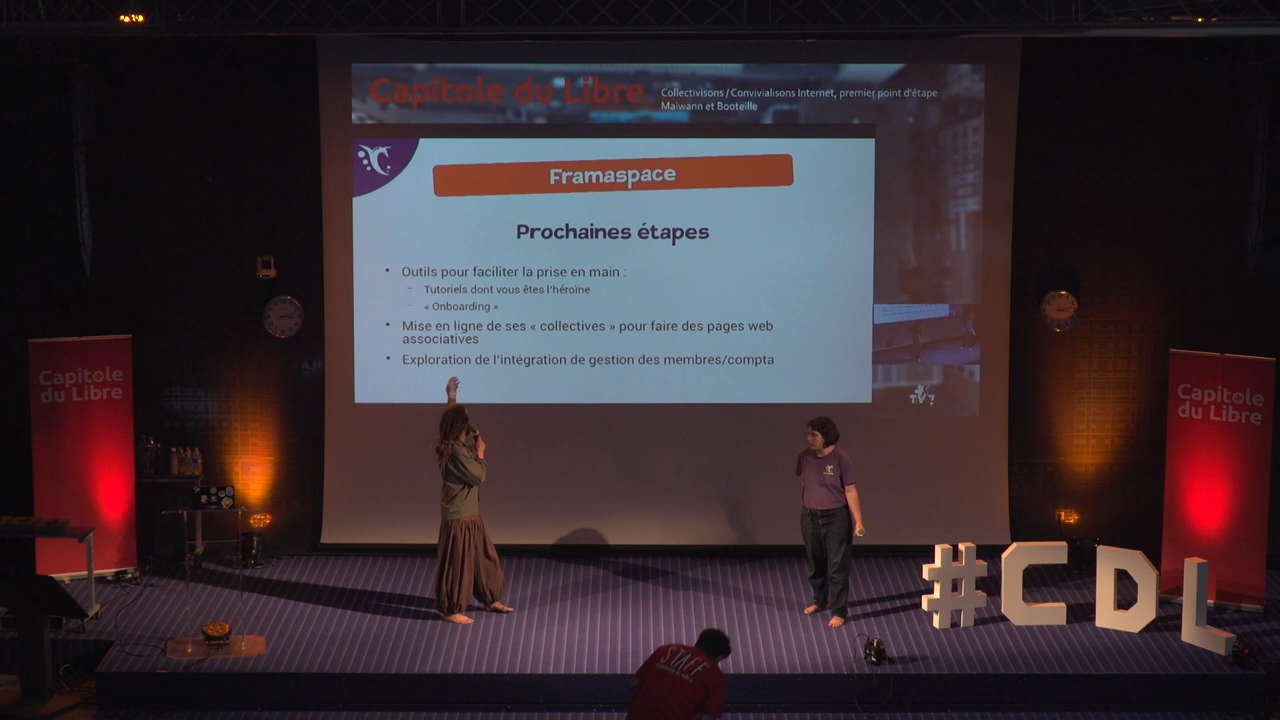 Capitole du Libre
Collectivisons / Convivialisons Internet, premier point d'étape
Maiwann et Booteille
Framaspace
Prochaines étapes
• Outils pour faciliter la prise en main :
– Tutoriels dont vous êtes l'héroïne
– « Onboarding »
• Mise en ligne de ses « collectives » pour faire des pages web
associatives
• Exploration de l'intégration de gestion des membres/compta
Capitole
du Libre
Capitole
du Libre
#CDL
STAFF